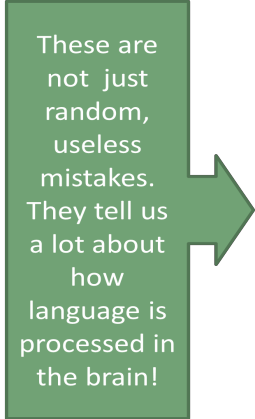 These are
not  just
random,
useless
mistakes.
They tell us
a lot about
how
language is
processed in
the brain!